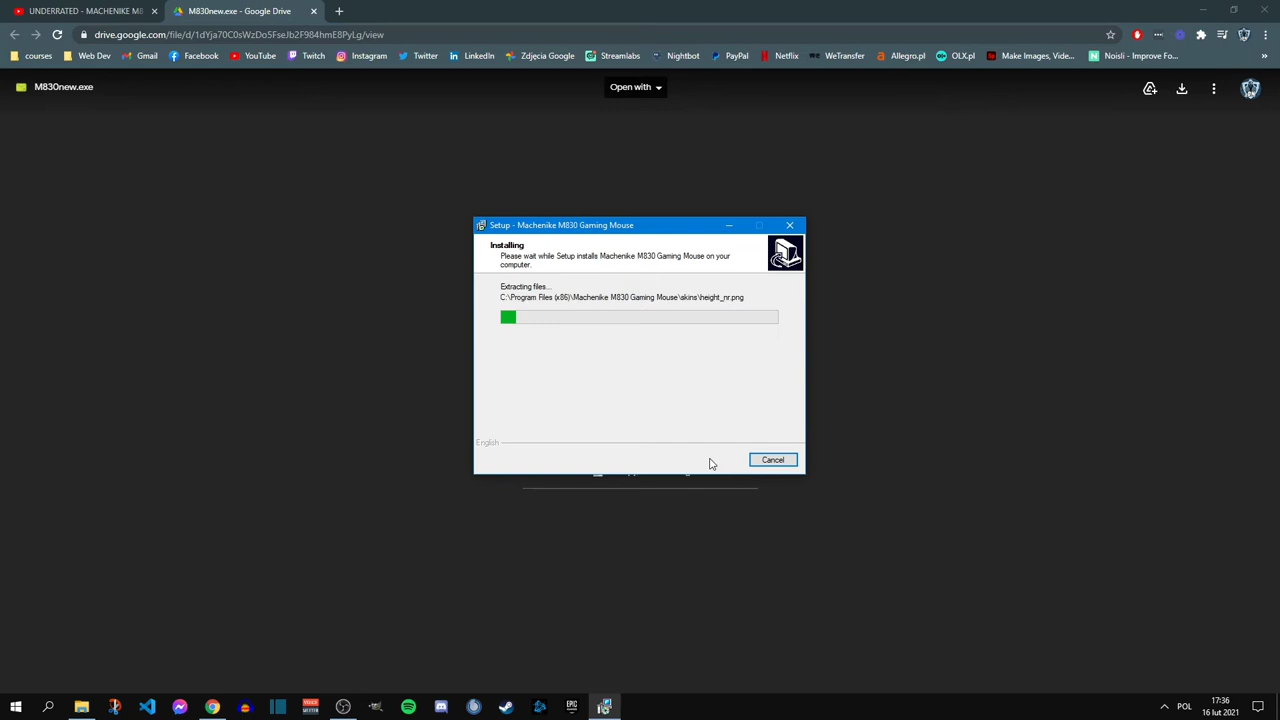 UNDERRATED - MACHENIKE M8
M830new.exe - Google Drive
drive.google.com/file/d/1dYja70C0sWzDo5FseJb2F984hmE8PyLg/view
courses
Web Dev
Gmail
Facebook
YouTube
Instagram
Twitch
Twitter
LinkedIn
Zdjęcia Google
Streamlabs
Nightbot
PayPal
Netflix
WeTransfer
Allegro.pl
OLX.pl
Make Images, Vide...
Noisli - Improve Fo...
M830new.exe
Open with
Setup - Machenike M830 Gaming Mouse
Installing
Please wait while Setup installs Machenike M830 Gaming Mouse on your
computer.
Extracting files...
C:\Program Files (x86)\Machenike M830 Gaming Mouse\skins\height_nr.png
English
Cancel
EPIC
POL
17:36
16 lut 2021